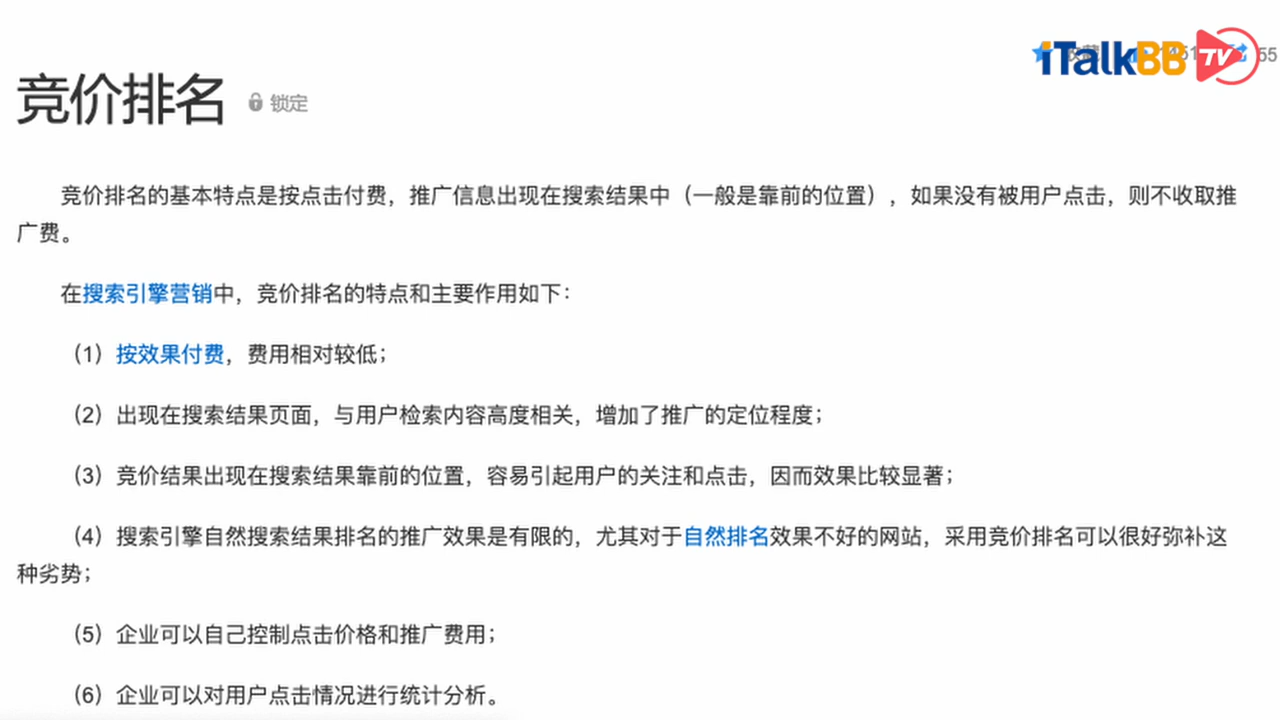 iTalkBB TV
55
竞价排名 锁定
竞价排名的基本特点是按点击付费，推广信息出现在搜索结果中（一般是靠前的位置），如果没有被用户点击，则不收取推
广费。
在搜索引擎营销中，竞价排名的特点和主要作用如下：
（1）按效果付费，费用相对较低；
（2）出现在搜索结果页面，与用户检索内容高度相关，增加了推广的定位程度；
（3）竞价结果出现在搜索结果靠前的位置，容易引起用户的关注和点击，因而效果比较显著；
（4）搜索引擎自然搜索结果排名的推广效果是有限的，尤其对于自然排名效果不好的网站，采用竞价排名可以很好弥补这
种劣势；
（5）企业可以自己控制点击价格和推广费用；
（6）企业可以对用户点击情况进行统计分析。